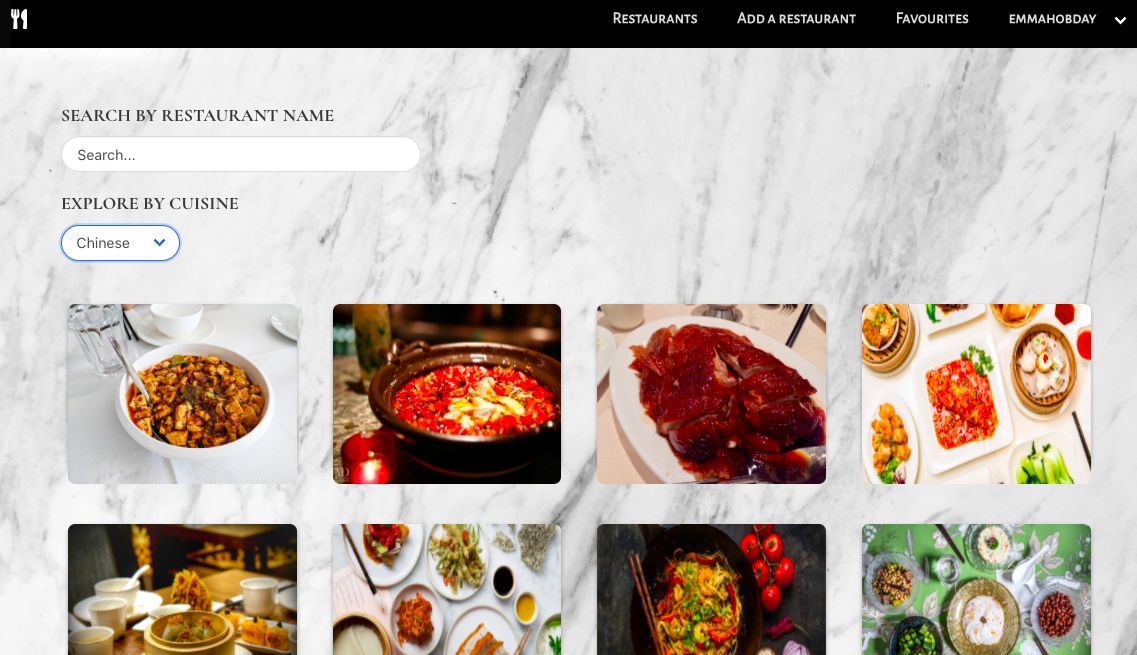 Restaurants Add a restaurant Favourites emmahobday
SEARCH BY RESTAURANT NAME
Search...
EXPLORE BY CUISINE
Chinese